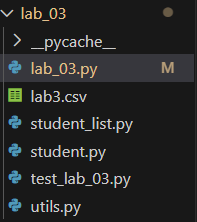 lab_03
__pycache__
lab_03.py M
lab3.csv
student_list.py
student.py
test_lab_03.py
utils.py